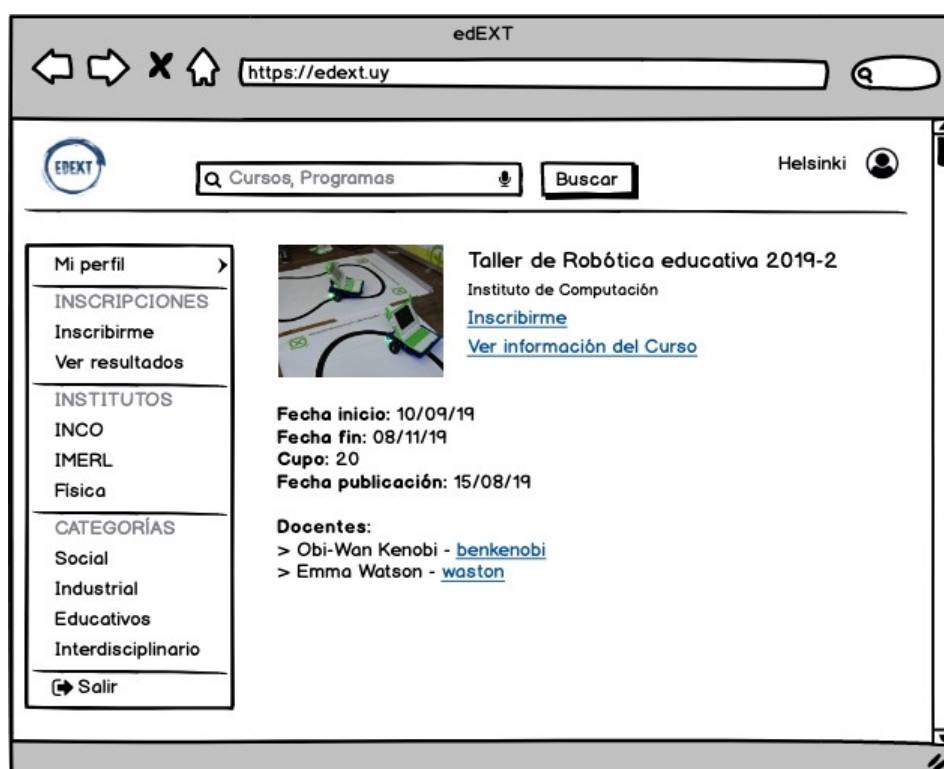 edEXT
https://edext.uy
EDEXT
Cursos, Programas
Buscar
Helsinki
Mi perfil
INSCRIPCIONES
Inscribirme
Ver resultados
INSTITUTOS
INCO
IMERL
Física
CATEGORÍAS
Social
Industrial
Educativos
Interdisciplinario
Salir
Taller de Robótica educativa 2019-2
Instituto de Computación
Inscribirme
Ver información del Curso
Fecha inicio: 10/09/19
Fecha fin: 08/11/19
Cupo: 20
Fecha publicación: 15/08/19
Docentes:
> Obi-Wan Kenobi - benkenobi
> Emma Watson - waston